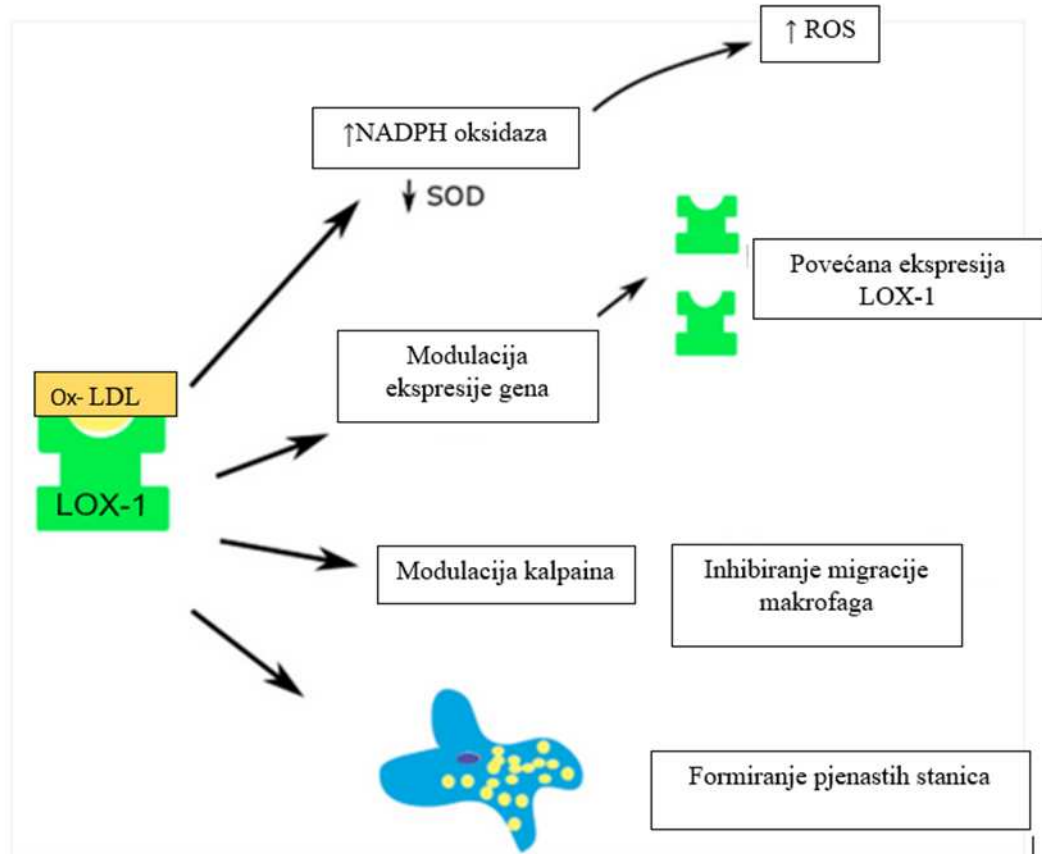 ↑ ROS
↑NADPH oksidaza
↓ SOD
Povećana ekspresija
LOX-1
Modulacija
ekspresije gena
Ox- LDL
LOX-1
Modulacija kalpaina
Inhibiranje migracije
makrofaga
Formiranje pjenastih stanica